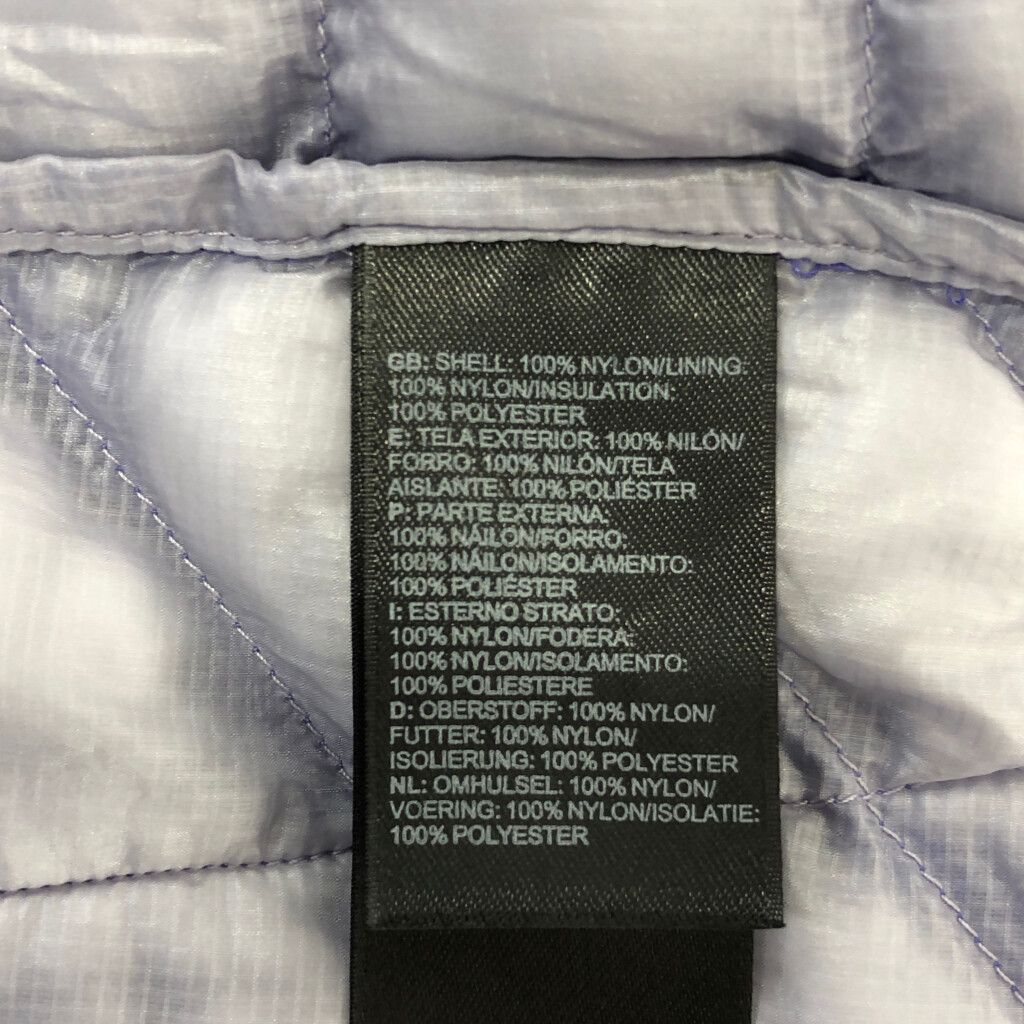 GB: SHELL: 100% NYLON/LINING:
100% NYLON/INSULATION:
100% POLYESTER
E: TELA EXTERIOR: 100% NILÓN/
FORRO: 100% NILÓN/TELA
AISLANTE: 100% POLIÉSTER
P: PARTE EXTERNA.
100% NÁILON/FORRO:
100% NÁILON/ISOLAMENTO:
100% POLIÉSTER
I: ESTERNO STRATO:
100% NYLON/FODERA:
100% NYLON/ISOLAMENTO:
100% POLIESTERE
D: OBERSTOFF: 100% NYLON/
FUTTER: 100% NYLON/
ISOLIERUNG: 100% POLYESTER
NL: OMHULSEL: 100% NYLON/
VOERING: 100% NYLON/ISOLATIE:
100% POLYESTER